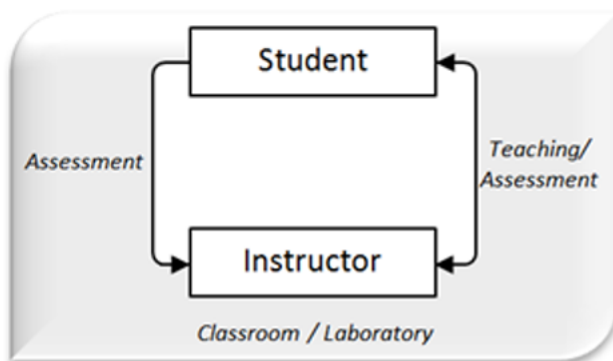 Student
Assessment
Teaching/
Assessment
Instructor
Classroom / Laboratory